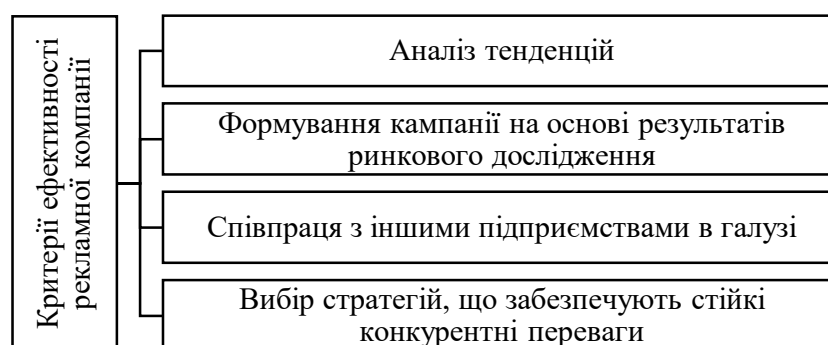 Критерії ефективності
рекламної компанії
Аналіз тенденцій
Формування кампанії на основі результатів
ринкового дослідження
Співпраця з іншими підприємствами в галузі
Вибір стратегій, що забезпечують стійкі
конкурентні переваги